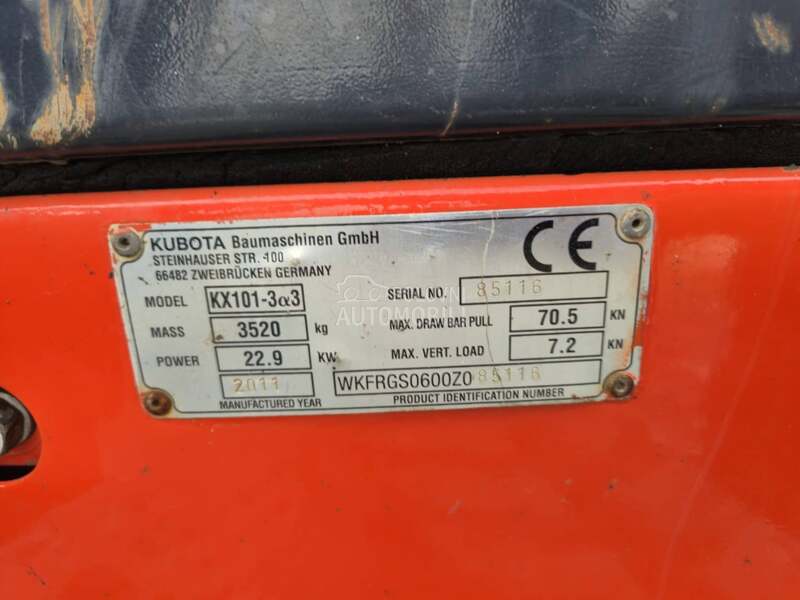 KUBOTA Baumaschinen GmbH
STEINHAUSER STR. 100
66482 ZWEIBRÜCKEN GERMANY
CE
MODEL KX101-3α3
SERIAL NO. 85116
MASS 3520 kg
MAX. DRAW BAR PULL 70.5 KN
POWER 22.9 KW
MAX. VERT. LOAD 7.2 KN
2011
MANUFACTURED YEAR
WKFRGS0600Z085116
PRODUCT IDENTIFICATION NUMBER
AUTOMOBILI